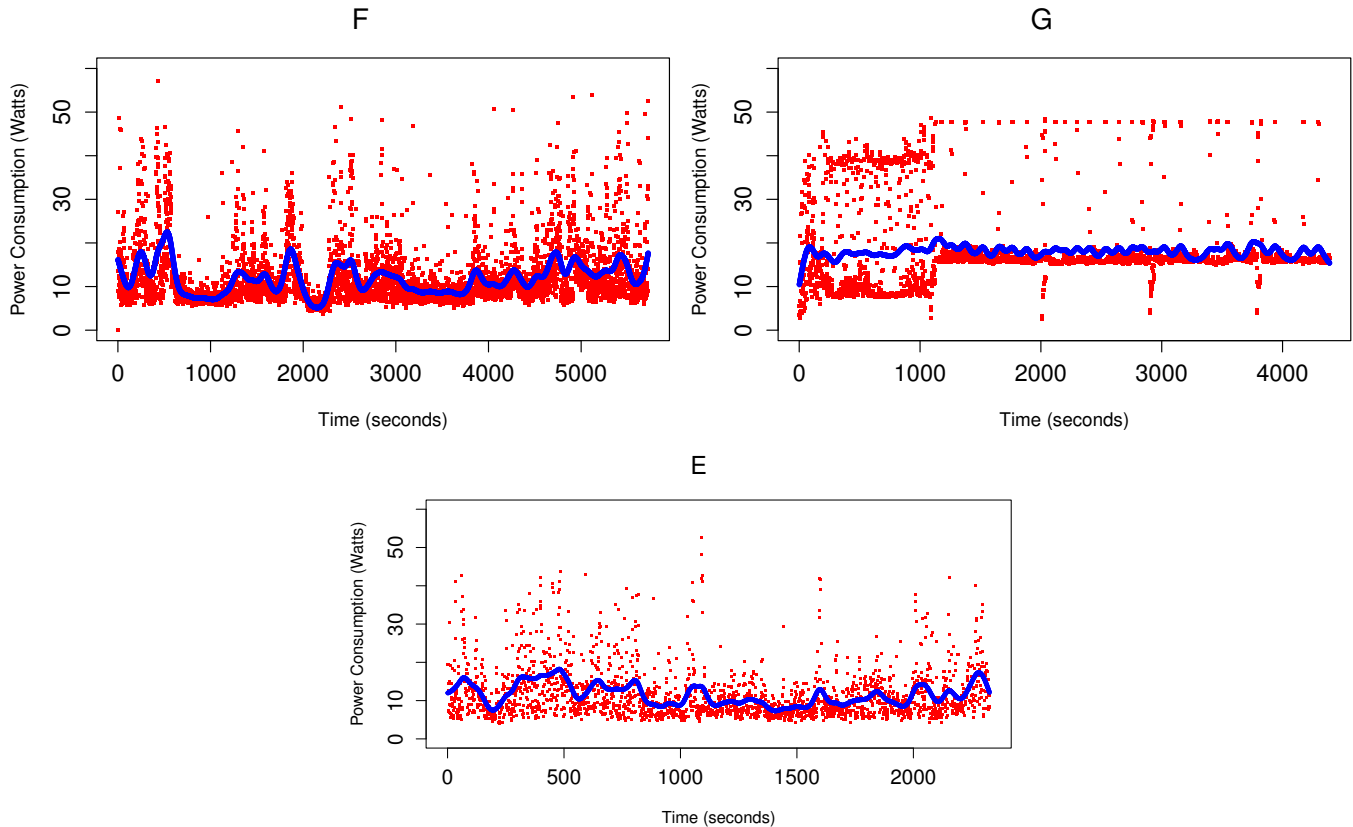 F
Power Consumption (Watts)
0 10 30 50
0 1000 2000 3000 4000 5000
Time (seconds)
G
Power Consumption (Watts)
0 10 30 50
0 1000 2000 3000 4000
Time (seconds)
E
Power Consumption (Watts)
0 10 30 50
0 500 1000 1500 2000
Time (seconds)